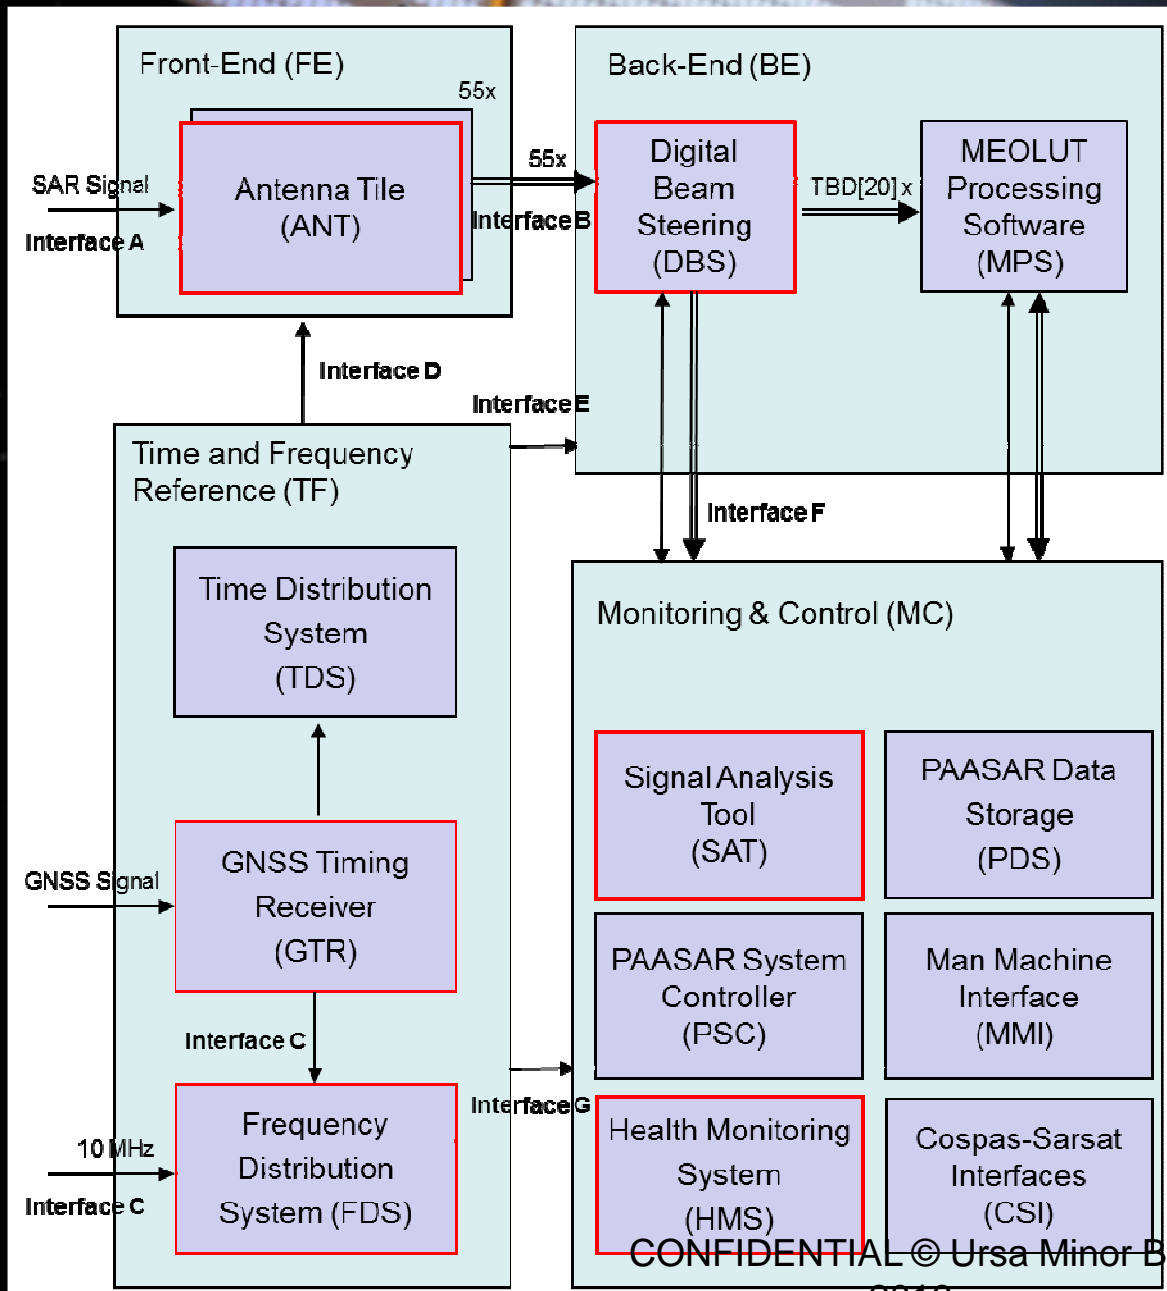 Front-End (FE)
55x
Antenna Tile
(ANT)
SAR Signal
Interface A
55x
Interface B
Back-End (BE)
Digital
Beam
Steering
(DBS)
TBD[20] x
MEOLUT
Processing
Software
(MPS)
Interface D
Interface E
Interface F
Time and Frequency
Reference (TF)
Time Distribution
System
(TDS)
GNSS Signal
GNSS Timing
Receiver
(GTR)
Interface C
10 MHz
Interface C
Frequency
Distribution
System (FDS)
Interface G
Monitoring & Control (MC)
Signal Analysis
Tool
(SAT)
PAASAR Data
Storage
(PDS)
PAASAR System
Controller
(PSC)
Man Machine
Interface
(MMI)
Health Monitoring
System
(HMS)
Cospas-Sarsat
Interfaces
(CSI)
CONFIDENTIAL © Ursa Minor B